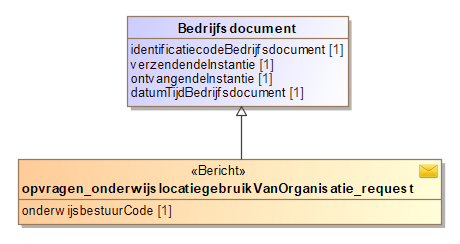 Bedrijfsdocument
identificatiecodeBedrijfsdocument [1]
verzendendeInstantie [1]
ontvangendeInstantie [1]
datumTijdBedrijfsdocument [1]
«Bericht»
opvragen_onderwijslocatiegebruikVanOrganisatie_request
onderwijsbestuurCode [1]